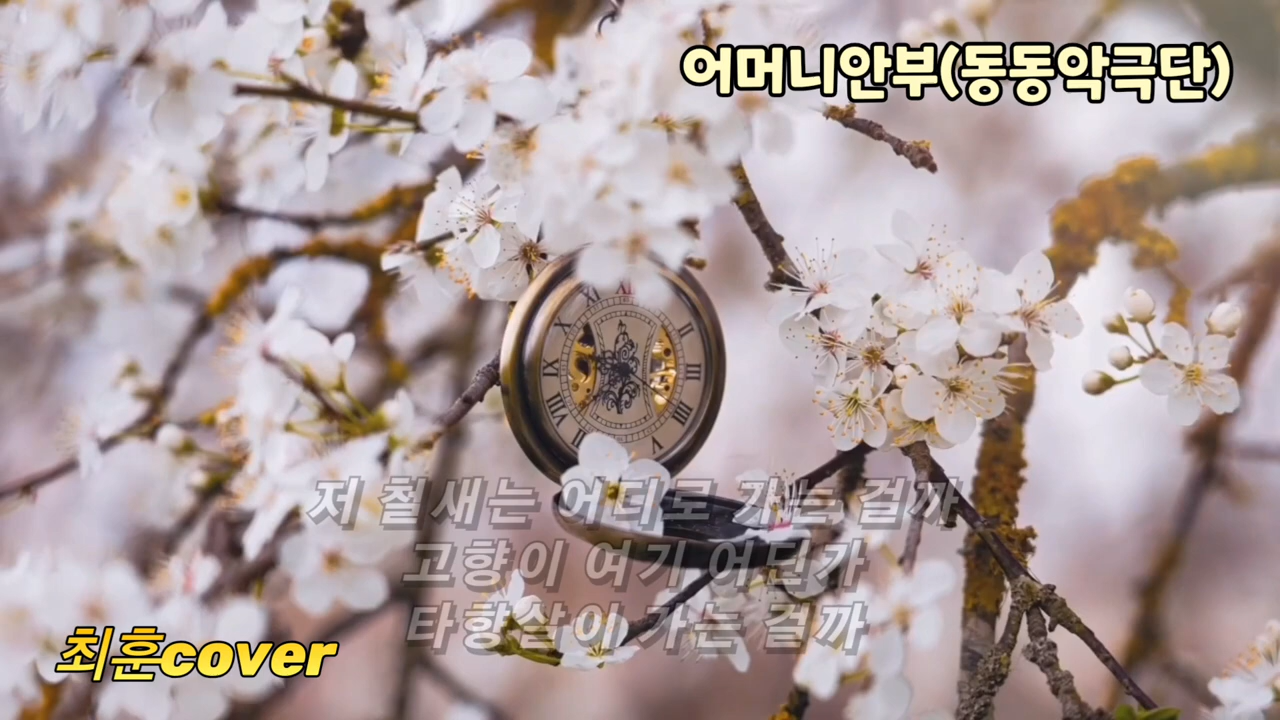 어머니안부(동동악극단)
저 철새는 어디로 가는 걸까
고향이 여기 어딘가
타향살이 가는 걸까
최훈cover